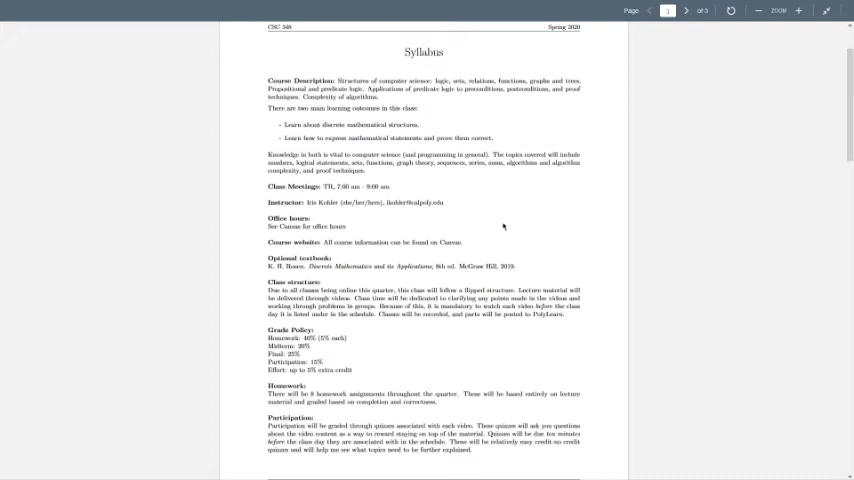 Page 1 of 3 ZOOM
CSC 348 Spring 2020
Syllabus
Course Description: Structures of computer science: logic, sets, relations, functions, graphs and trees.
Propositional and predicate logic. Applications of predicate logic to preconditions, postconditions, and proof
techniques. Complexity of algorithms.
There are two main learning outcomes in this class:
- Learn about discrete mathematical structures.
- Learn how to express mathematical statements and prove them correct.
Knowledge in both is vital to computer science (and programming in general). The topics covered will include
numbers, logical statements, sets, functions, graph theory, sequences, series, sums, algorithms and algorithm
complexity, and proof techniques.
Class Meetings: TR, 7:00 am - 9:00 am
Instructor: Iris Kohler (she/her/hers), ikohler@calpoly.edu
Office hours:
See Canvas for office hours
Course website: All course information can be found on Canvas.
Optional textbook:
K. H. Rosen. Discrete Mathematics and its Applications, 8th ed. McGraw Hill, 2019.
Class structure:
Due to all classes being online this quarter, this class will follow a flipped structure. Lecture material will
be delivered through videos. Class time will be dedicated to clarifying any points made in the videos and
working through problems in groups. Because of this, it is mandatory to watch each video before the class
day it is listed under in the schedule. Classes will be recorded, and parts will be posted to PolyLearn.
Grade Policy:
Homework: 40% (5% each)
Midterm: 20%
Final: 25%
Participation: 15%
Effort: up to 5% extra credit
Homework:
There will be 8 homework assignments throughout the quarter. These will be based entirely on lecture
material and graded based on completion and correctness.
Participation:
Participation will be graded through quizzes associated with each video. These quizzes will ask you questions
about the video content as a way to reward staying on top of the material. Quizzes will be due ten minutes
before the class day they are associated with in the schedule. These will be relatively easy credit-no credit
quizzes and will help me see what topics need to be further explained.